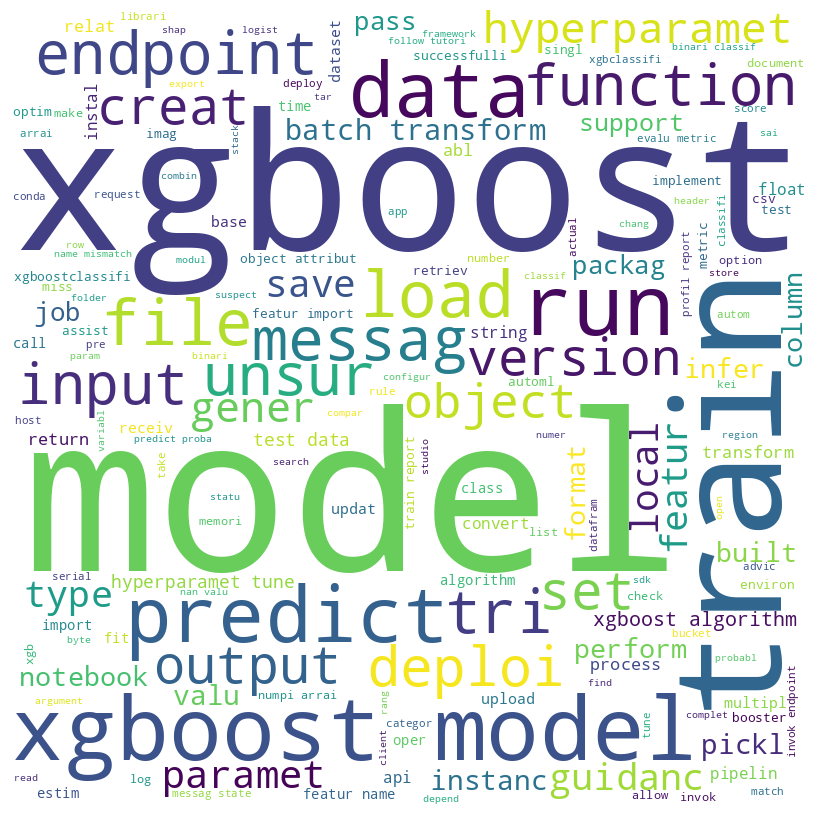 librari
shap
logist
relat
pass
framework
follow tutori
hyperparamet
binari classif
endpoint
dataset
successfulli
singl
xgbclassifi
document
export
deploy
data
function
creat
instal
tar
time
score
optim
make
imag
stack
batch transform
support
evalu metric
sai
arrai
abl
xgboost
conda
request
combin
app
implement
float
csv
test
classifi
base
chang
actual
header
row
name mismatch
modul
object attribut
number
metric
option
store
xgboostclassifi
miss
folder
suspect
save
retriev
classif
packag
profil report
column
job
file
featur import
load
run
train
autom
call
assist
pre
messag
string
version
param
binari
unsur
configur
automl
infer
kei
input
gener
rule
compar
object
host
receiv
variabl
predict proba
return
take
test data
search
studio
numer
local
featur.
region
transform
model
train report
statu
updat
class
format
memori
convert
list
datafram
open
built
serial
nan valu
hyperparamet tune
algorithm
sdk
advic
type
set
check
environ
import
byte
fit
predict
tri
xgboost algorithm
bucket
xgb
output
deploi
perform
probabl
notebook
process
find
valu
numpi arrai
rang
upload
argument
xgboost model
categor
tune
multipl
complet
booster
invok endpoint
client
oper
pickl
read
log
paramet
api
instanc
guidanc
pipelin
estim
messag state
featur name
depend
allow
invok
match